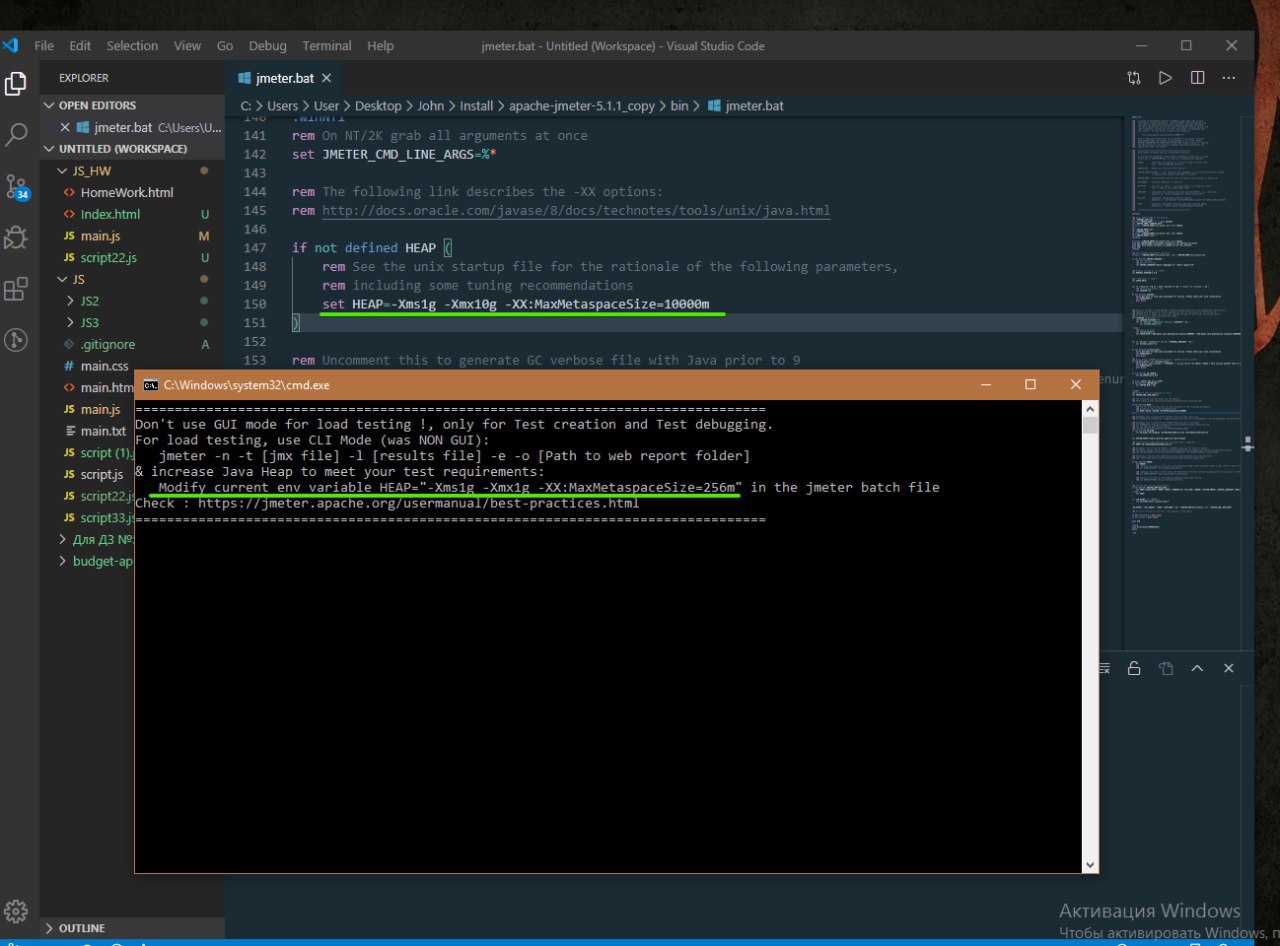 File Edit Selection View Go Debug Terminal Help jmeter.bat - Untitled (Workspace) - Visual Studio Code
EXPLORER
jmeter.bat
OPEN EDITORS
jmeter.bat C:\Users\U...
C: > Users > User > Desktop > John > Install > apache-jmeter-5.1.1_copy > bin > jmeter.bat
UNTITLED (WORKSPACE)
JS_HW
HomeWork.html
Index.html U
main.js M
script22.js U
JS
JS2
JS3
.gitignore A
main.css
main.htm
main.js
main.txt
script (1).
script.js
script22.j
script33.js
Для ДЗ №
budget-ap
OUTLINE
34
140 :winNT1
141 rem On NT/2K grab all arguments at once
142 set JMETER_CMD_LINE_ARGS=%*
143
144 rem The following link describes the -XX options:
145 rem http://docs.oracle.com/javase/8/docs/technotes/tools/unix/java.html
146
147 if not defined HEAP (
148 rem See the unix startup file for the rationale of the following parameters,
149 rem including some tuning recommendations
150 set HEAP=-Xms1g -Xmx10g -XX:MaxMetaspaceSize=10000m
151 )
152
153 rem Uncomment this to generate GC verbose file with Java prior to 9
C:\Windows\system32\cmd.exe
================================================================================
Don't use GUI mode for load testing !, only for Test creation and Test debugging.
For load testing, use CLI Mode (was NON GUI):
jmeter -n -t [jmx file] -l [results file] -e -o [Path to web report folder]
& increase Java Heap to meet your test requirements:
Modify current env variable HEAP="-Xms1g -Xmx1g -XX:MaxMetaspaceSize=256m" in the jmeter batch file
Check : https://jmeter.apache.org/usermanual/best-practices.html
================================================================================
Активация Windows
Чтобы активировать Windows,